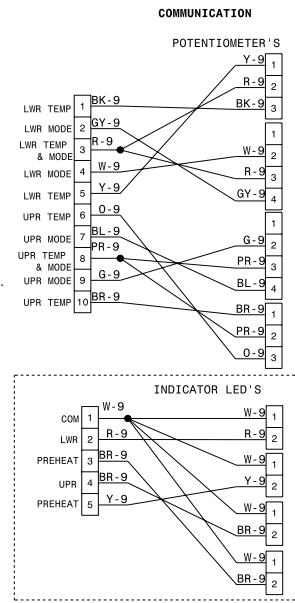 COMMUNICATION
POTENTIOMETER'S
Y-9 1
R-9 2
BK-9 3
1
W-9 2
R-9 3
GY-9 4
1
G-9 2
PR-9 3
BL-9 4
BR-9 1
PR-9 2
O-9 3
LWR TEMP 1 BK-9
LWR MODE 2 GY-9
LWR TEMP
& MODE 3 R-9
LWR MODE 4 W-9
LWR TEMP 5 Y-9
UPR TEMP 6 O-9
UPR MODE 7 BL-9
UPR TEMP
& MODE 8 PR-9
UPR MODE 9 G-9
UPR TEMP 10 BR-9
INDICATOR LED'S
COM 1 W-9
LWR 2 R-9
PREHEAT 3 BR-9
UPR 4 BR-9
PREHEAT 5 Y-9
W-9 1
R-9 2
W-9 1
Y-9 2
W-9 1
BR-9 2
W-9 1
BR-9 2